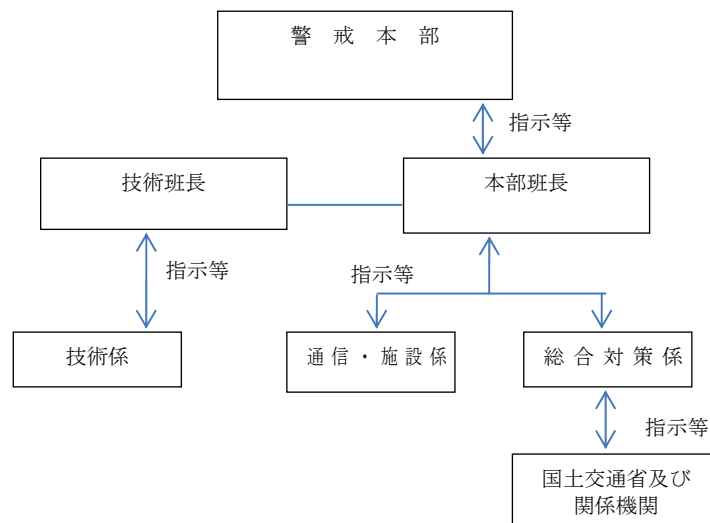 警戒本部
指示等
技術班長
本部班長
指示等
指示等
技術係
通信・施設係
総合対策係
指示等
国土交通省及び
関係機関